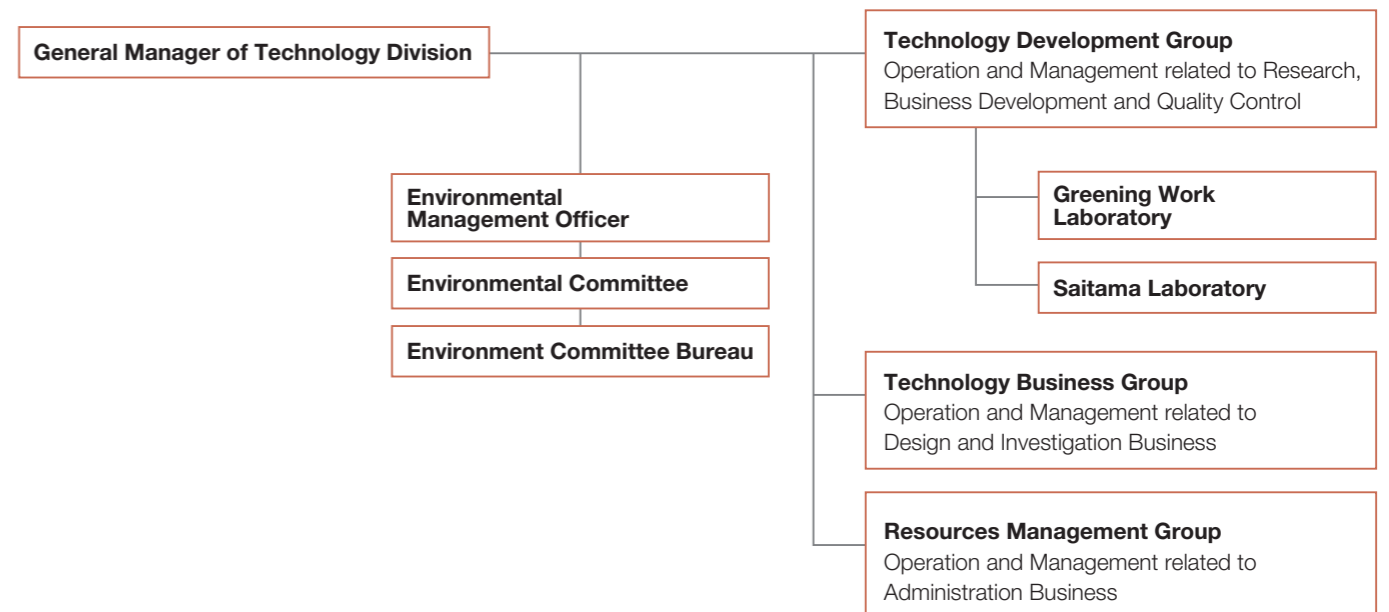 General Manager of Technology Division
Technology Development Group
Operation and Management related to Research,
Business Development and Quality Control
Environmental
Management Officer
Environmental Committee
Environment Committee Bureau
Greening Work
Laboratory
Saitama Laboratory
Technology Business Group
Operation and Management related to
Design and Investigation Business
Resources Management Group
Operation and Management related to
Administration Business